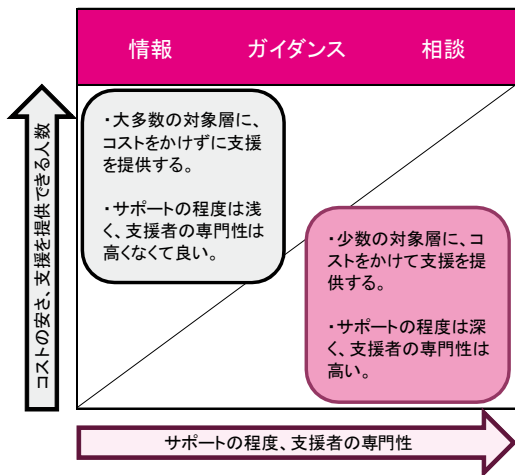 情報 ガイダンス 相談
コストの安さ、支援を提供できる人数
・大多数の対象層に、
コストをかけずに支援
を提供する。
・サポートの程度は浅
く、支援者の専門性は
高くなくて良い。
・少数の対象層に、コ
ストをかけて支援を提
供する。
・サポートの程度は深
く、支援者の専門性は
高い。
サポートの程度、支援者の専門性